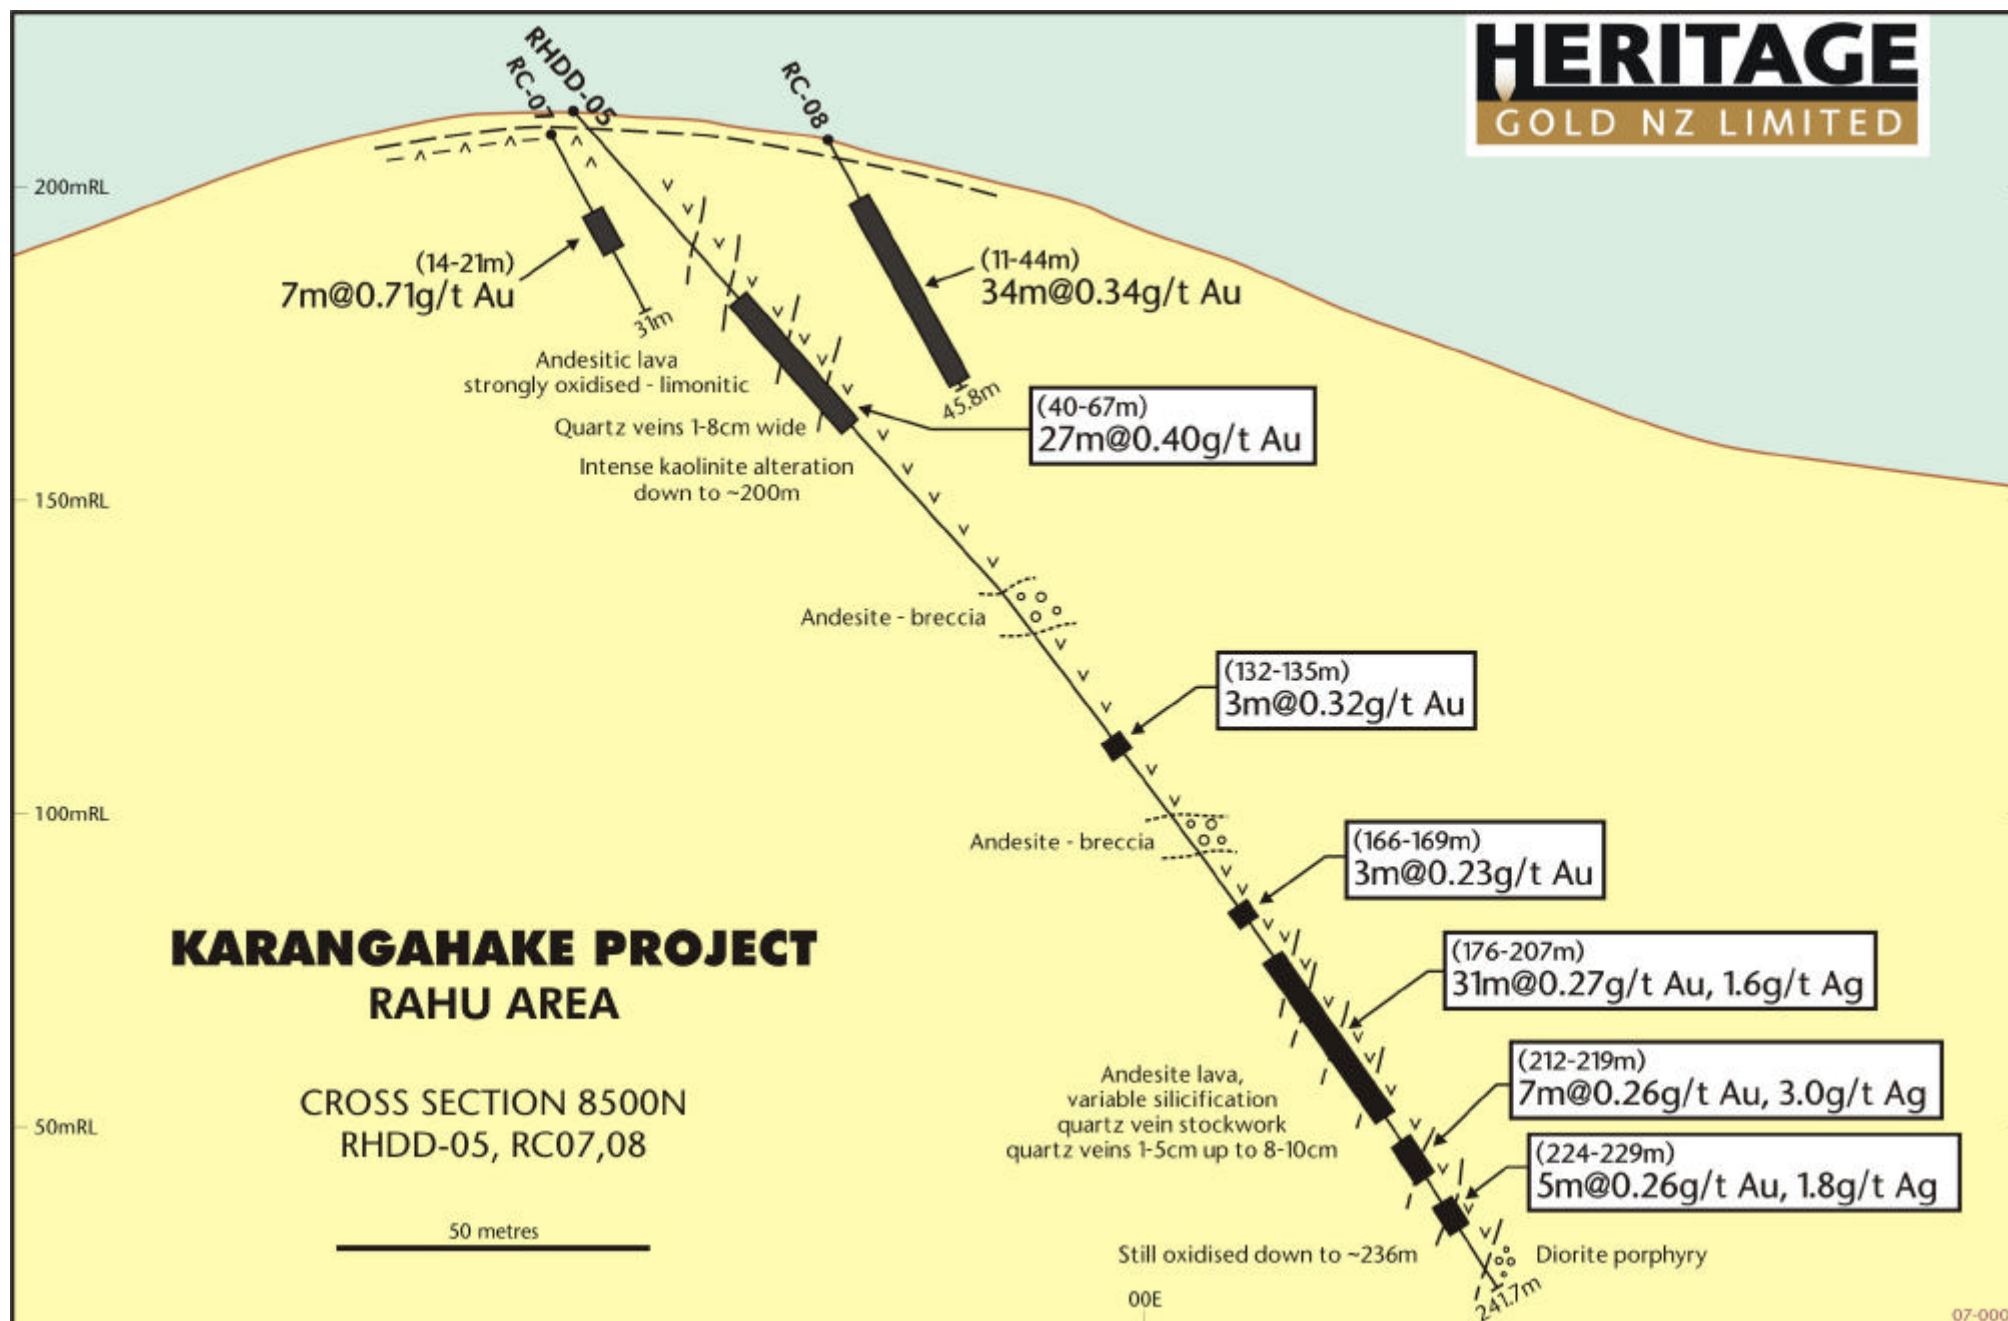 HERITAGE
GOLD NZ LIMITED
RHDD-05
RC-07
RC-08
200mRL
(14-21m)
7m@0.71g/t Au
31m
(11-44m)
34m@0.34g/t Au
45.8m
Andesitic lava
strongly oxidised - limonitic
(40-67m)
27m@0.40g/t Au
Quartz veins 1-8cm wide
Intense kaolinite alteration
down to ~200m
150mRL
Andesite - breccia
(132-135m)
3m@0.32g/t Au
100mRL
Andesite - breccia
(166-169m)
3m@0.23g/t Au
KARANGAHAKE PROJECT
RAHU AREA
(176-207m)
31m@0.27g/t Au, 1.6g/t Ag
CROSS SECTION 8500N
RHDD-05, RC07,08
50mRL
Andesite lava,
variable silicification
quartz vein stockwork
quartz veins 1-5cm up to 8-10cm
(212-219m)
7m@0.26g/t Au, 3.0g/t Ag
(224-229m)
5m@0.26g/t Au, 1.8g/t Ag
50 metres
Still oxidised down to ~236m
Diorite porphyry
241.7m
00E
07-000